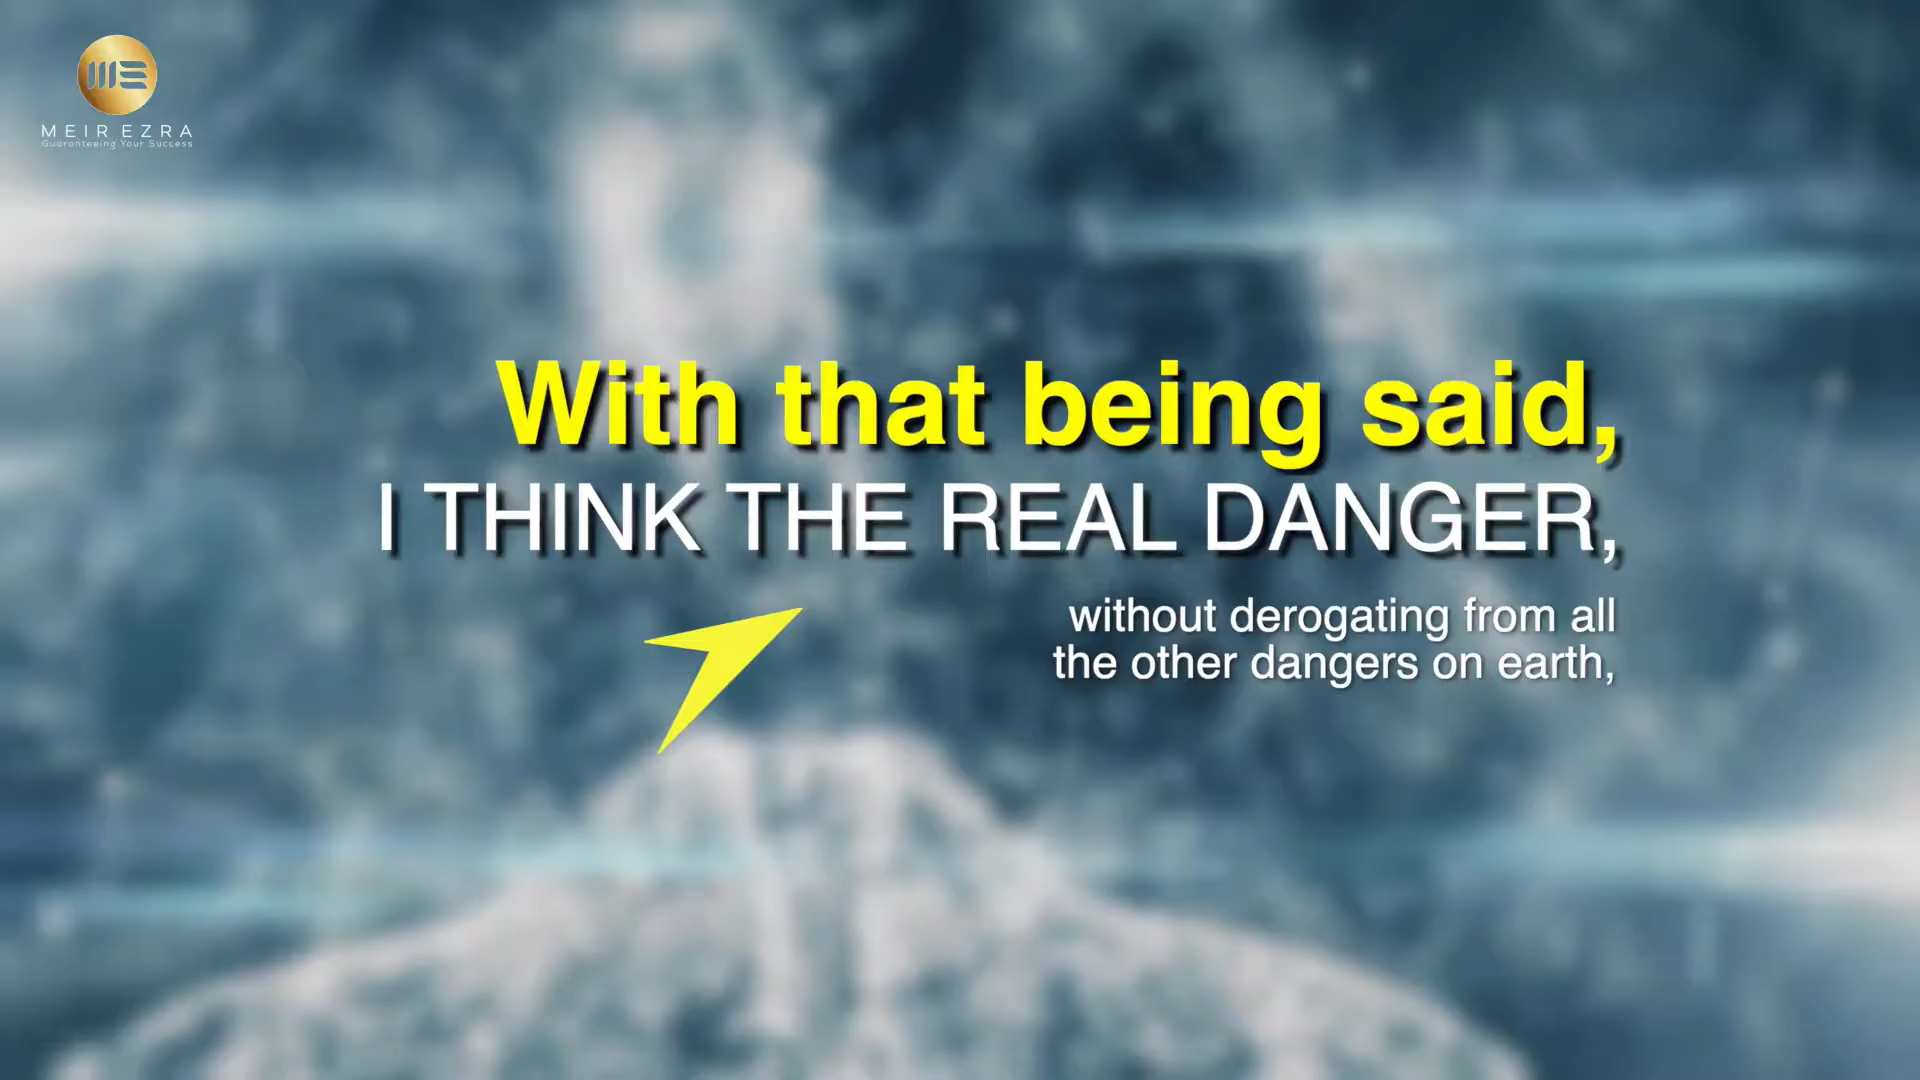 MEIR EZRA
Guaranteeing Your Success
With that being said,
I THINK THE REAL DANGER,
without derogating from all
the other dangers on earth,